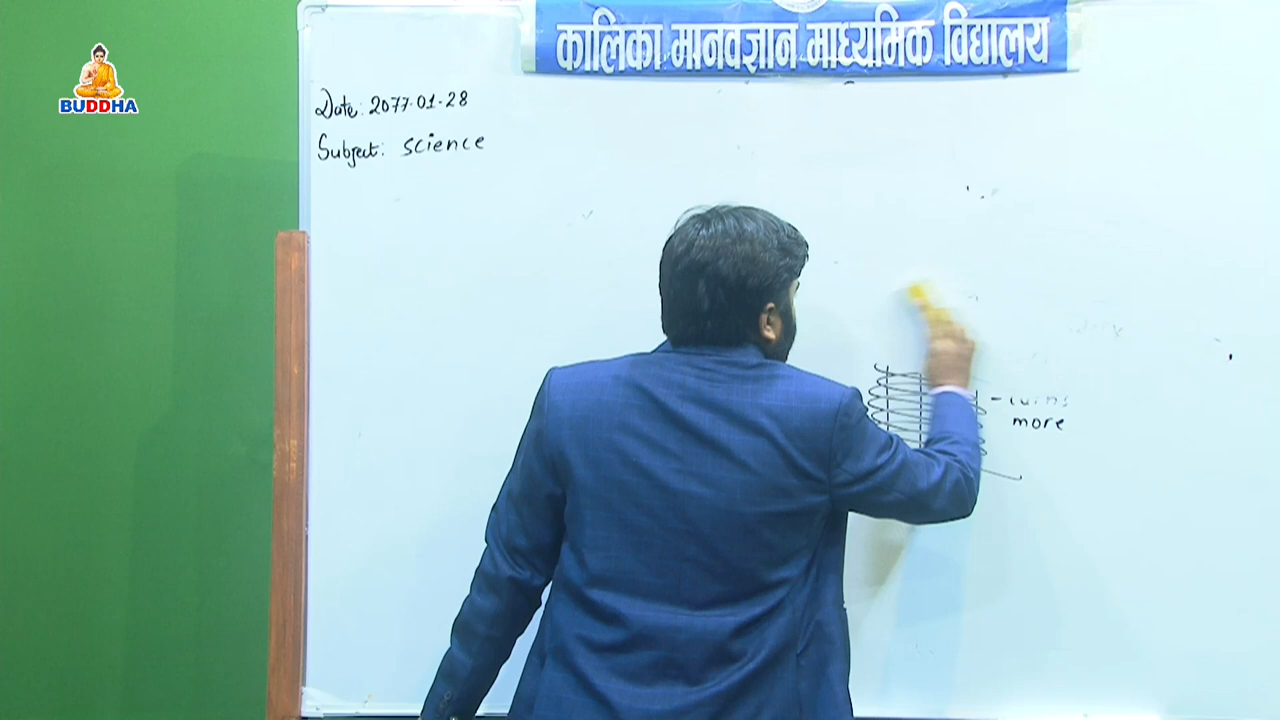 BUDDHA
कालिका मानवज्ञान माध्यमिक विद्यालय
Date: 2077-01-28
Subject: science
more